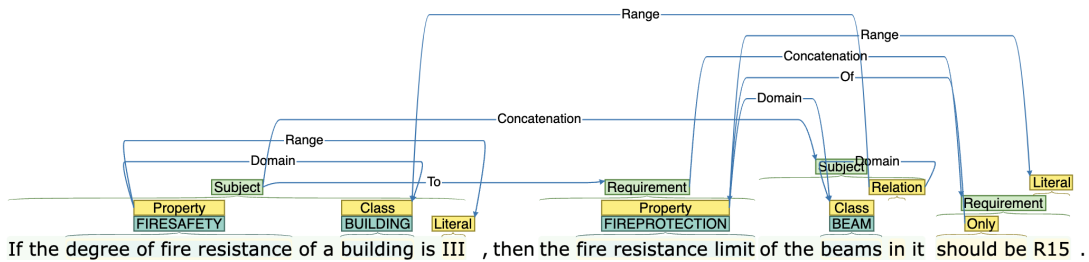 Range
Range
Concatenation
Of
Domain
Concatenation
Range
Domain Subject Domain
Subject To Requirement Relation Literal
Property Class Property Class Requirement
FIRESAFETY BUILDING Literal FIREPROTECTION BEAM Only
If the degree of fire resistance of a building is III , then the fire resistance limit of the beams in it should be R15 .